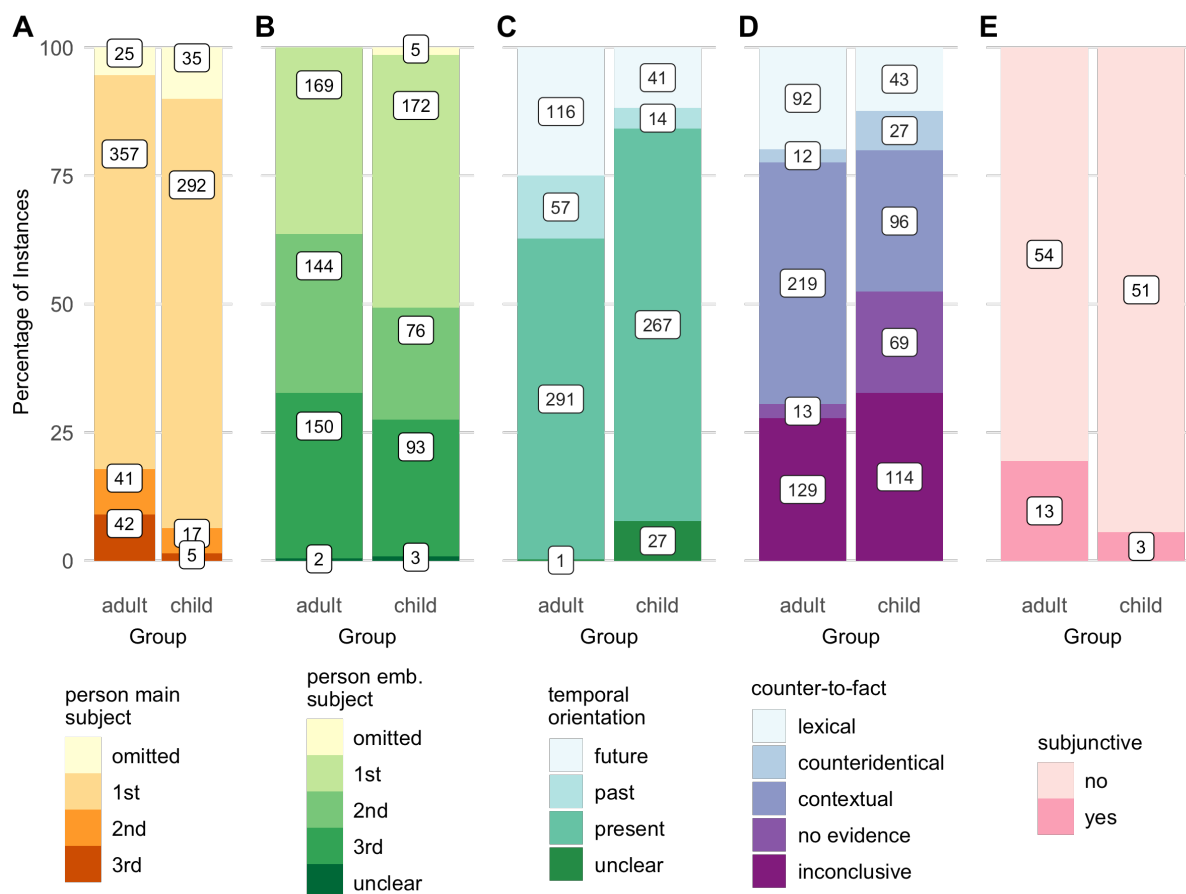 A
B
C
D
E
Percentage of Instances
100
75
50
25
0
25
357
41
42
35
292
17
5
169
144
150
2
5
172
76
93
3
116
57
291
1
41
14
267
27
92
12
219
13
129
43
27
96
69
114
54
13
51
3
adult child
adult child
adult child
adult child
adult child
Group
Group
Group
Group
Group
person main
subject
omitted
1st
2nd
3rd
person emb.
subject
omitted
1st
2nd
3rd
unclear
temporal
orientation
future
past
present
unclear
counter-to-fact
lexical
counteridentical
contextual
no evidence
inconclusive
subjunctive
no
yes